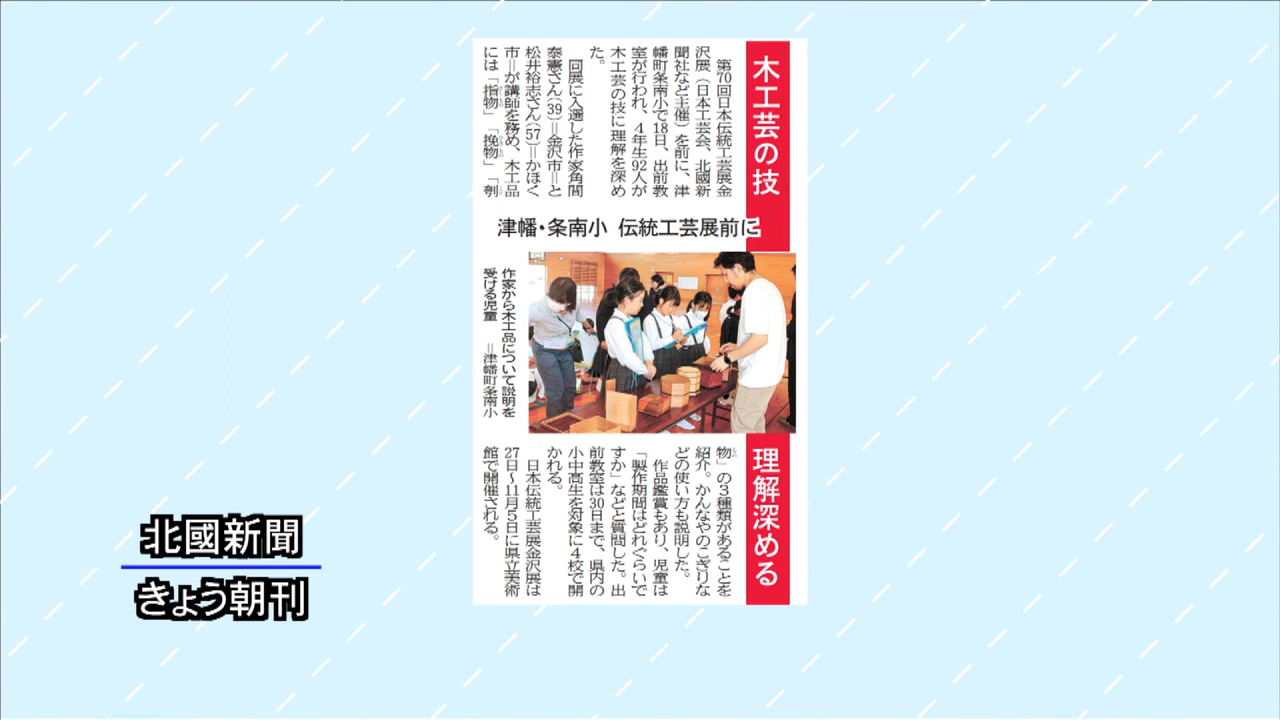 木工芸の技
理解深める
津幡・条南小 伝統工芸展前に
第70回日本伝統工芸展金
沢展(日本工芸会、北國新
聞社など主催)を前に、津
幡町条南小で18日、出前教
室が行われ、4年生92人が
木工芸の技に理解を深め
た。
同展に入選した作家角間
泰憲さん(39)=金沢市=と
松井裕志さん(57)=かほく
市=が講師を務め、木工品
には「指物」「挽物」「刳
物」の3種類があることを
紹介。かんなやのこぎりな
どの使い方も説明した。
作品鑑賞もあり、児童は
「製作期間はどれぐらいで
すか」などと質問した。出
前教室は30日まで、県内の
小中高生を対象に4校で開
かれる。
日本伝統工芸展金沢展は
27日~11月5日に県立美術
館で開催される。
作家から木工品について説明を
受ける児童 =津幡町条南小
北國新聞
きょう朝刊